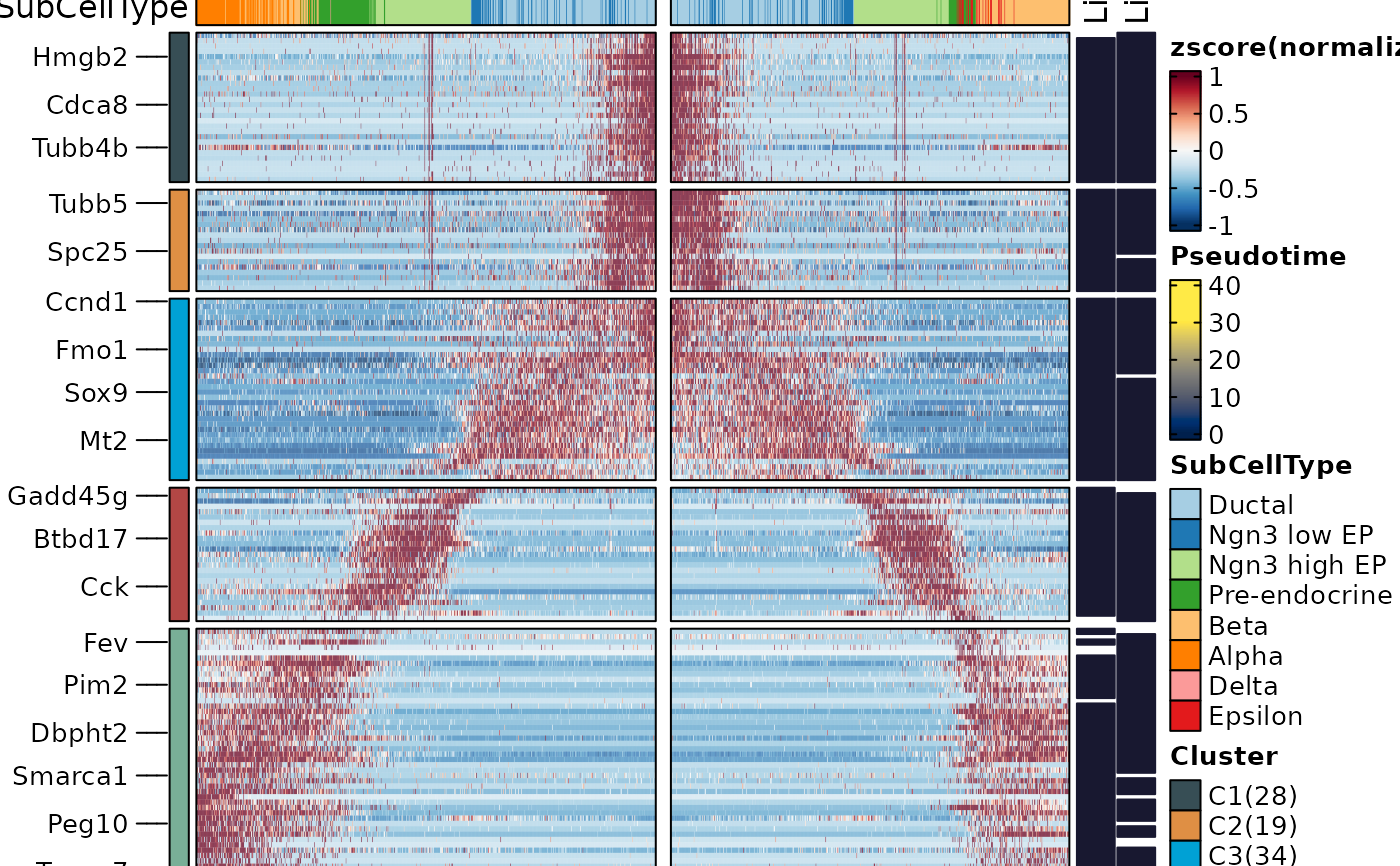 SubCellType
Hmgb2
Cdca8
Tubb4b
Tubb5
Spc25
Ccnd1
Fmo1
Sox9
Mt2
Gadd45g
Btbd17
Cck
Fev
Pim2
Dbpht2
Smarca1
Peg10
Li
Li
zscore(normaliz
1
0.5
0
-0.5
-1
Pseudotime
40
30
20
10
0
SubCellType
Ductal
Ngn3 low EP
Ngn3 high EP
Pre-endocrine
Beta
Alpha
Delta
Epsilon
Cluster
C1(28)
C2(19)
C3(34)